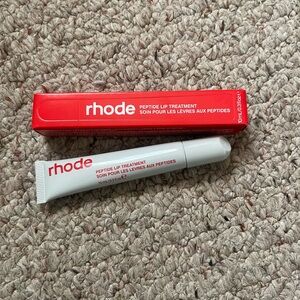 rhode
PEPTIDE LIP TREATMENT
SOIN POUR LES LÈVRES AUX PEPTIDES
rhode
PEPTIDE LIP TREATMENT
SOIN POUR LES LÈVRES AUX PEPTIDES